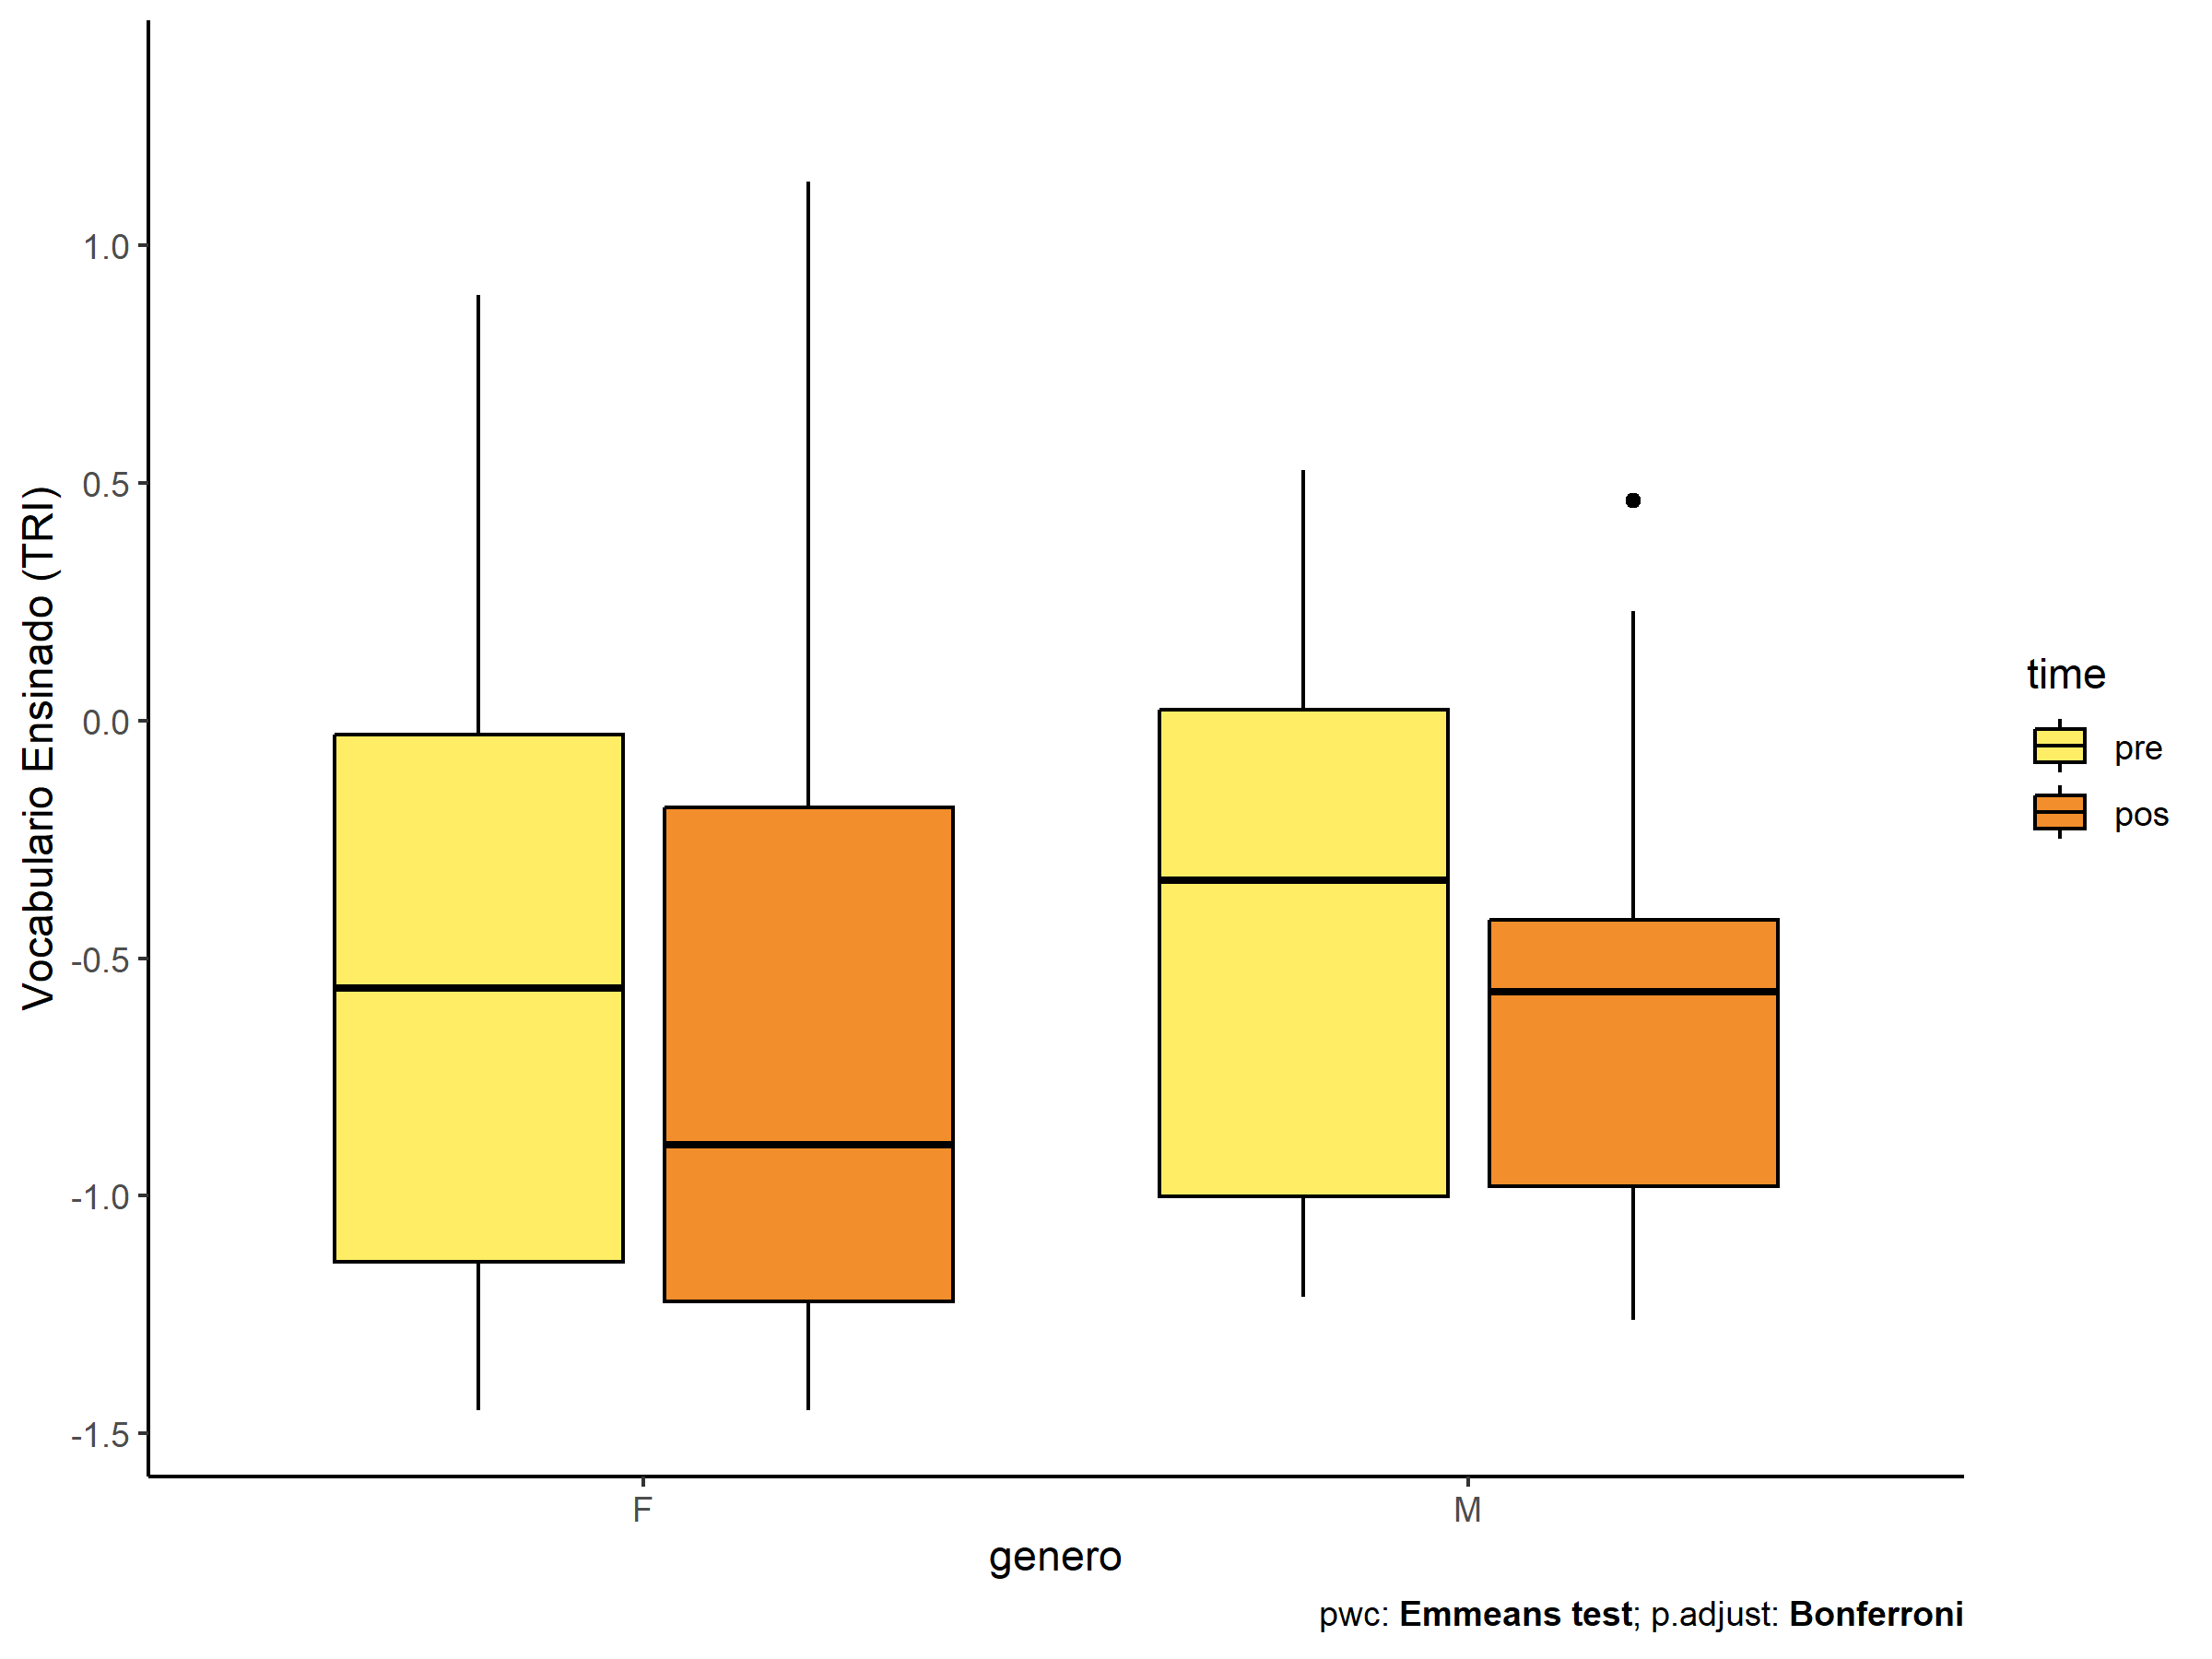 Vocabulario Ensinado (TRI)
1.0
0.5
0.0
-0.5
-1.0
-1.5
F
M
genero
time
pre
pos
pwc: Emmeans test; p.adjust: Bonferroni